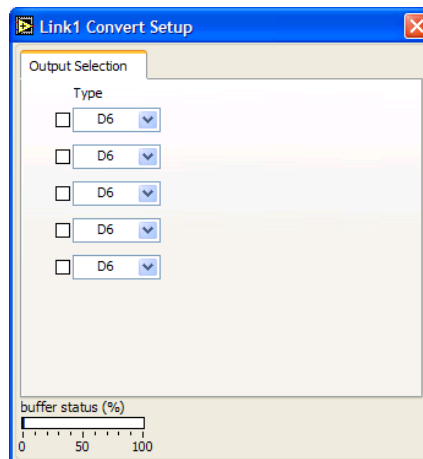 Link1 Convert Setup
Output Selection
Type
D6
D6
D6
D6
D6
buffer status (%)
0 50 100